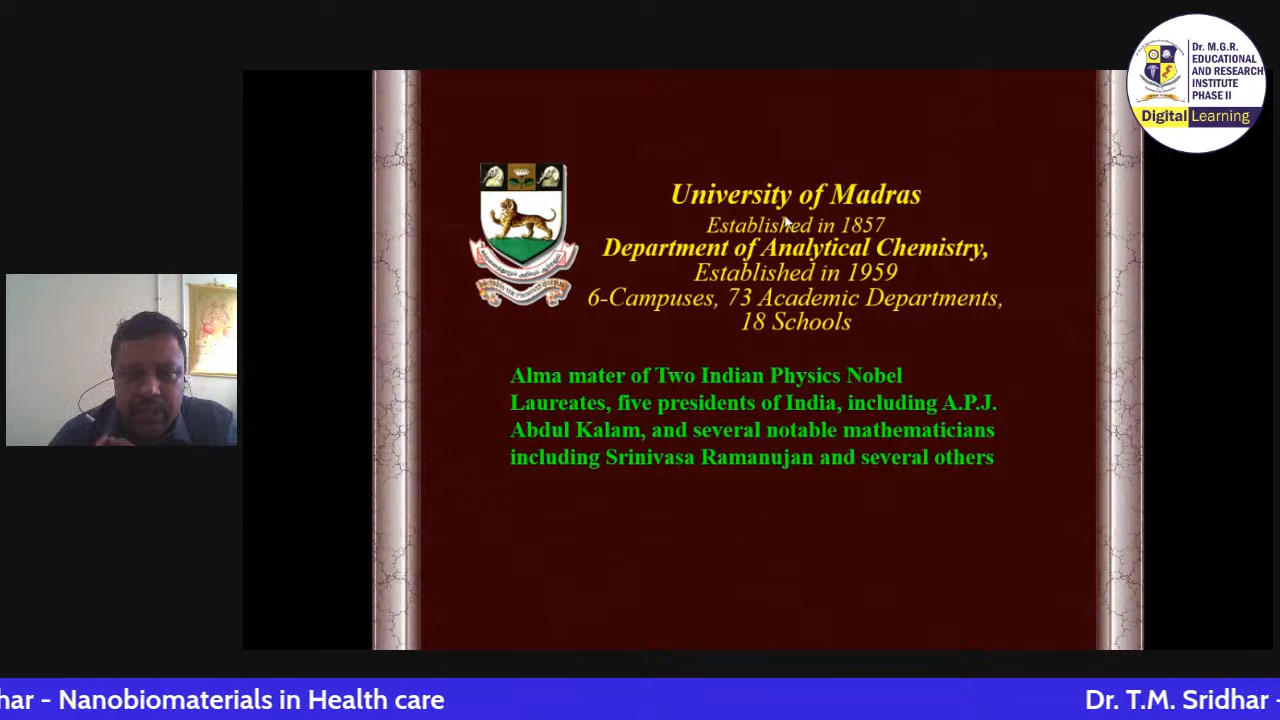 Dr. M.G.R.
EDUCATIONAL
AND RESEARCH
INSTITUTE
PHASE II
Digital Learning
University of Madras
Established in 1857
Department of Analytical Chemistry,
Established in 1959
6-Campuses, 73 Academic Departments,
18 Schools
Alma mater of Two Indian Physics Nobel
Laureates, five presidents of India, including A.P.J.
Abdul Kalam, and several notable mathematicians
including Srinivasa Ramanujan and several others
har - Nanobiomaterials in Health care
Dr. T.M. Sridhar -